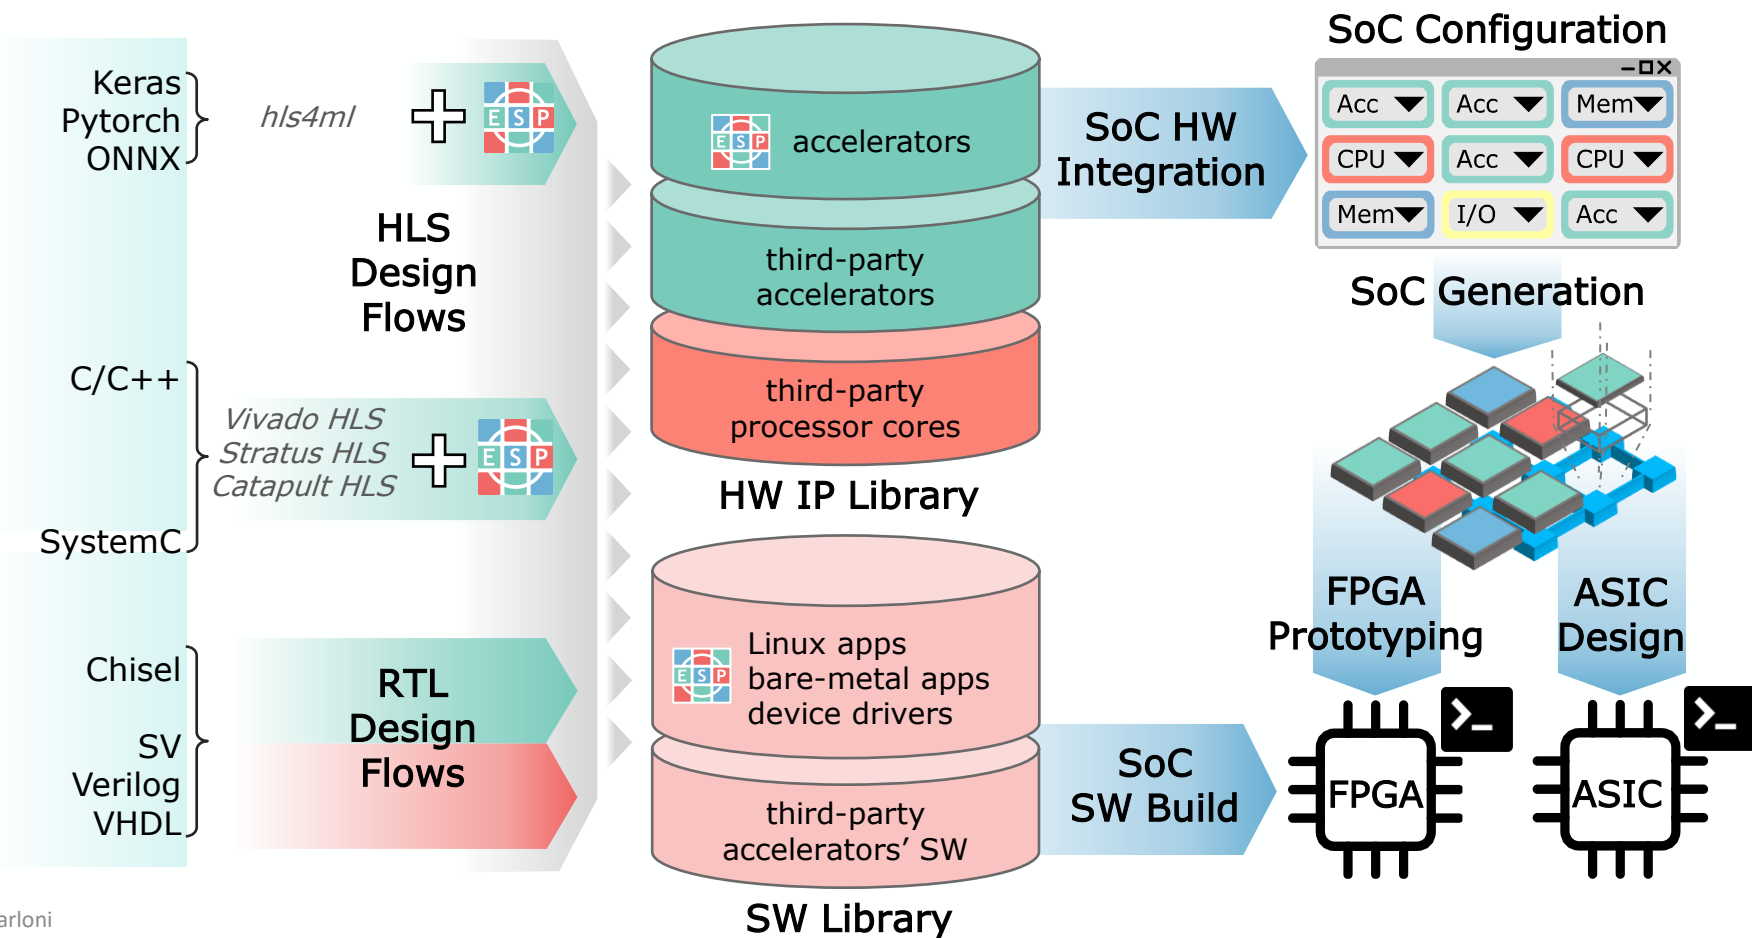 Keras
Pytorch
ONNX
hls4ml
E S P
HLS
Design
Flows
C/C++
SystemC
Vivado HLS
Stratus HLS
Catapult HLS
E S P
Chisel
SV
Verilog
VHDL
RTL
Design
Flows
E S P
accelerators
third-party
accelerators
third-party
processor cores
HW IP Library
E S P
Linux apps
bare-metal apps
device drivers
third-party
accelerators’ SW
SW Library
SoC HW
Integration
SoC SW Build
SoC Configuration
Acc Acc Mem
CPU Acc CPU
Mem I/O Acc
SoC Generation
FPGA
Prototyping
ASIC
Design
FPGA
ASIC
arloni